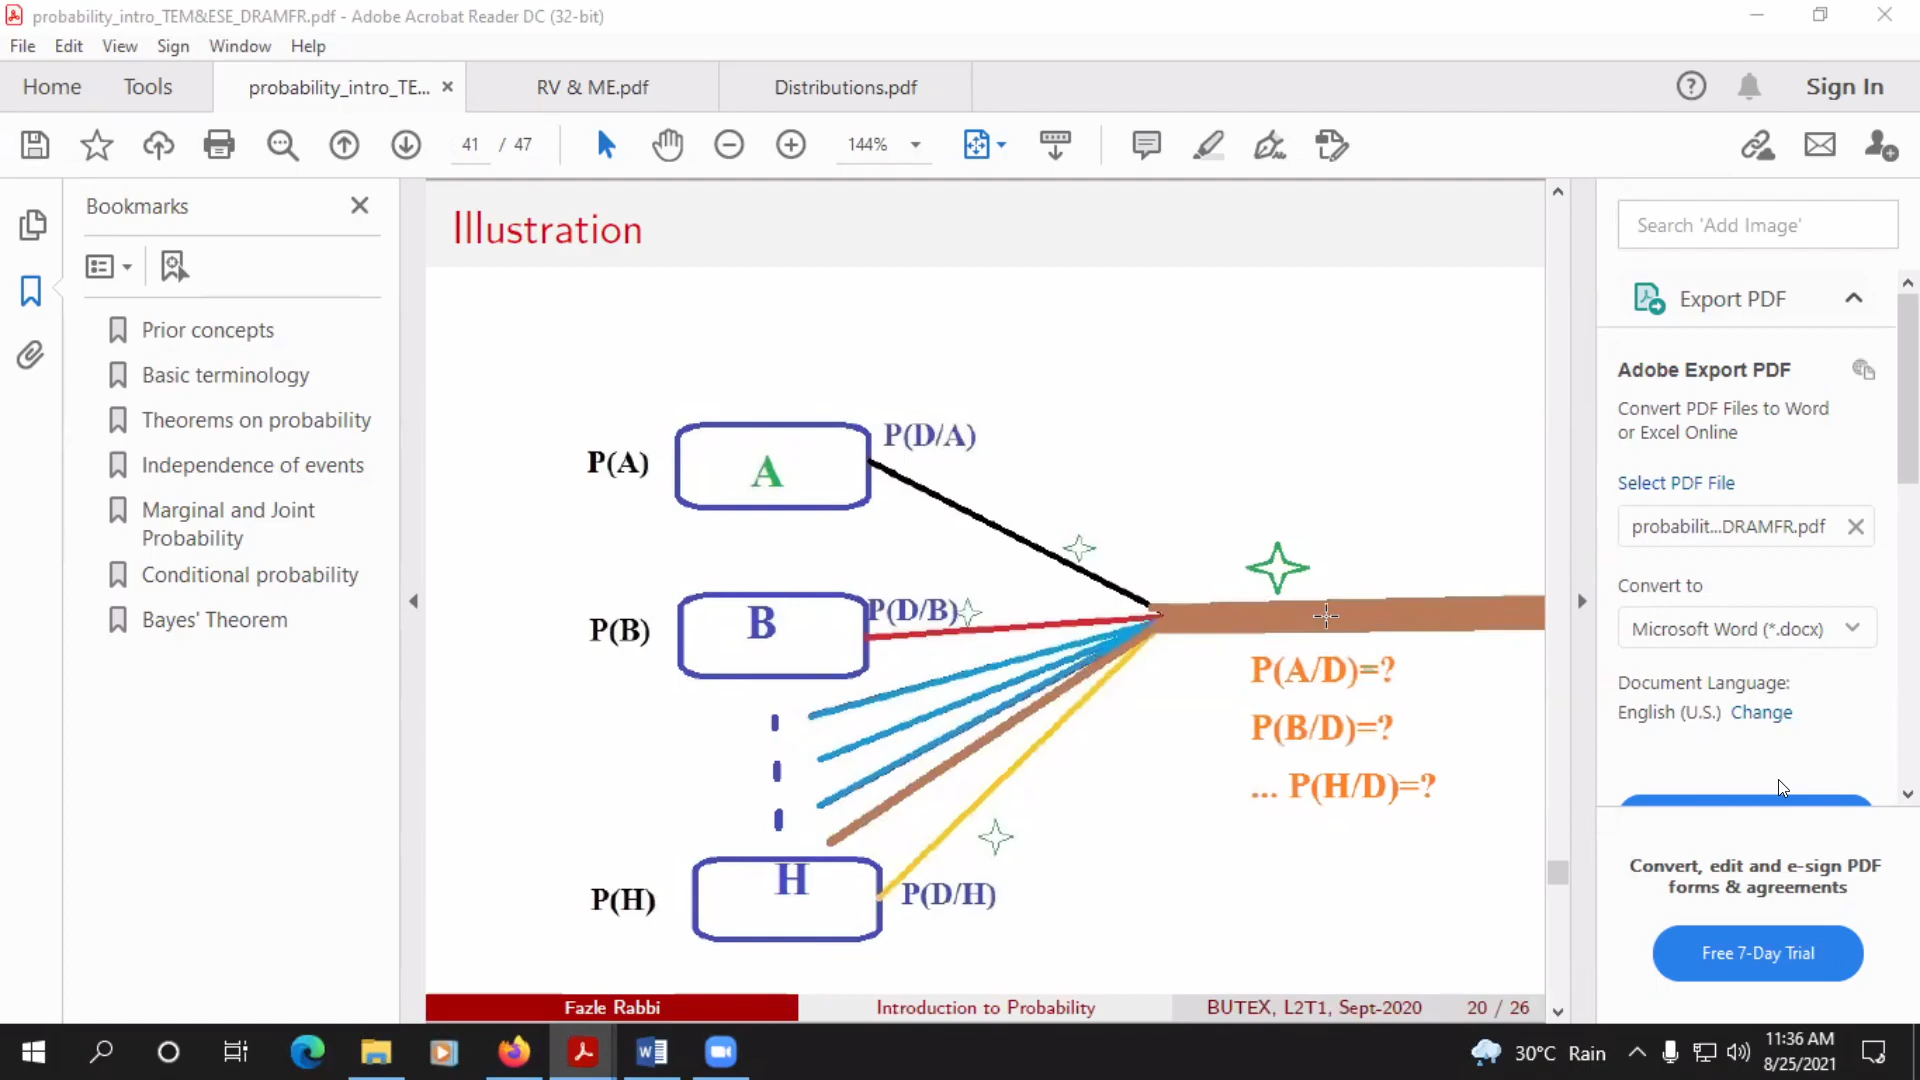 probability_intro_TEM&ESE_DRAMFR.pdf - Adobe Acrobat Reader DC (32-bit)
File Edit View Sign Window Help
Home Tools probability_intro_TE... RV & ME.pdf Distributions.pdf Sign In
41 / 47 144%
Bookmarks
Prior concepts
Basic terminology
Theorems on probability
Independence of events
Marginal and Joint
Probability
Conditional probability
Bayes' Theorem
Illustration
P(A) A P(D/A)
P(B) B P(D/B)
P(A/D)=?
P(B/D)=?
... P(H/D)=?
P(H) H P(D/H)
Fazle Rabbi Introduction to Probability BUTEX, L2T1, Sept-2020 20 / 26
Search 'Add Image'
Export PDF
Adobe Export PDF
Convert PDF Files to Word
or Excel Online
Select PDF File
probabilit...DRAMFR.pdf
Convert to
Microsoft Word (*.docx)
Document Language:
English (U.S.) Change
Convert, edit and e-sign PDF
forms & agreements
Free 7-Day Trial
30°C Rain
11:36 AM
8/25/2021